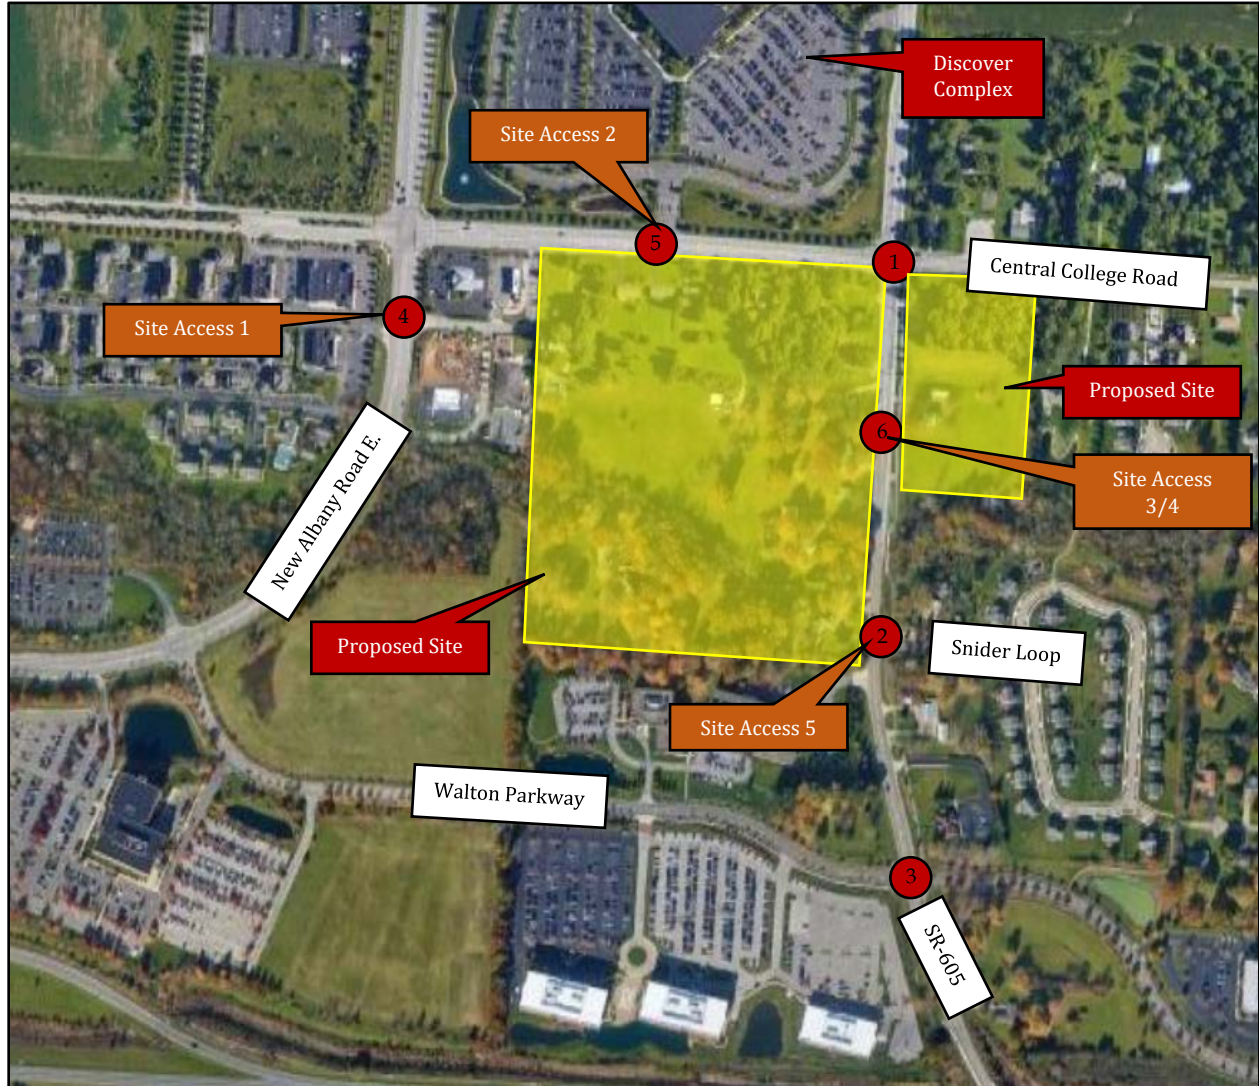 Discover
Complex
Site Access 2
5
1
Central College Road
Site Access 1
4
Proposed Site
6
Site Access
3/4
New Albany Road E.
Proposed Site
2
Snider Loop
Site Access 5
Walton Parkway
3
SR-605